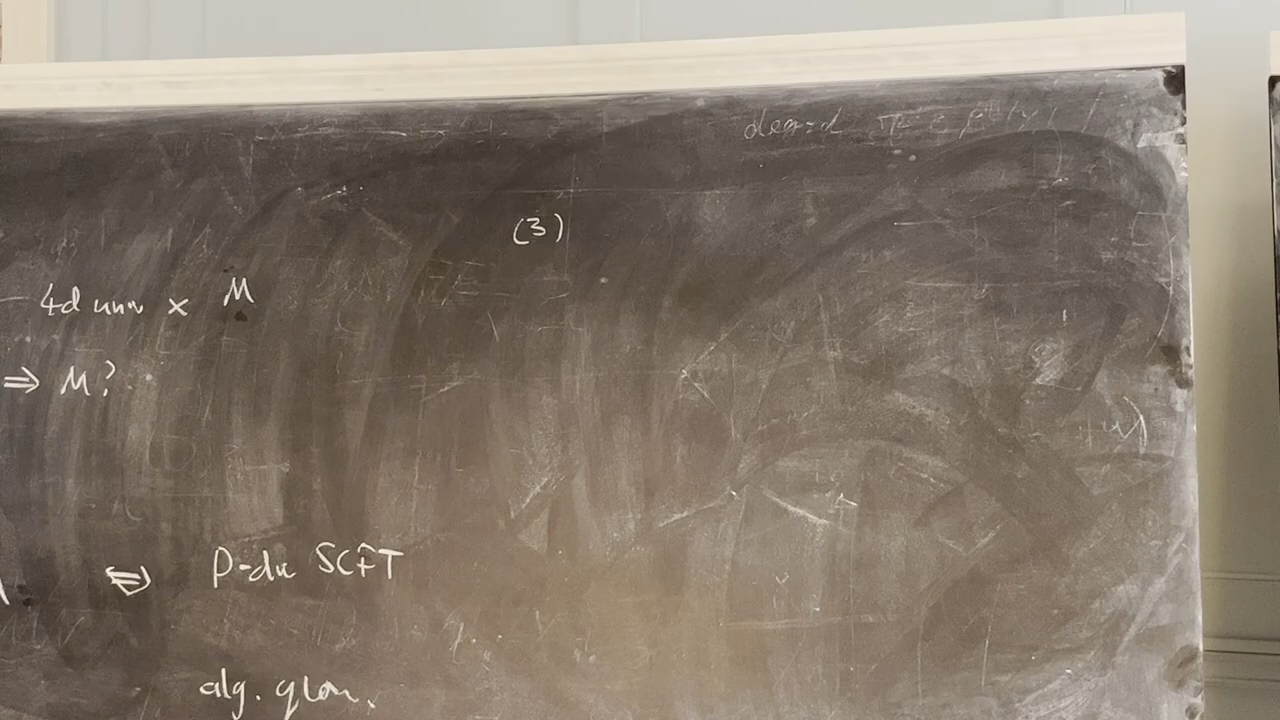 (3)
4d univ × M
⇒ M?
⇔ D-dim SCFT
alg. geom.